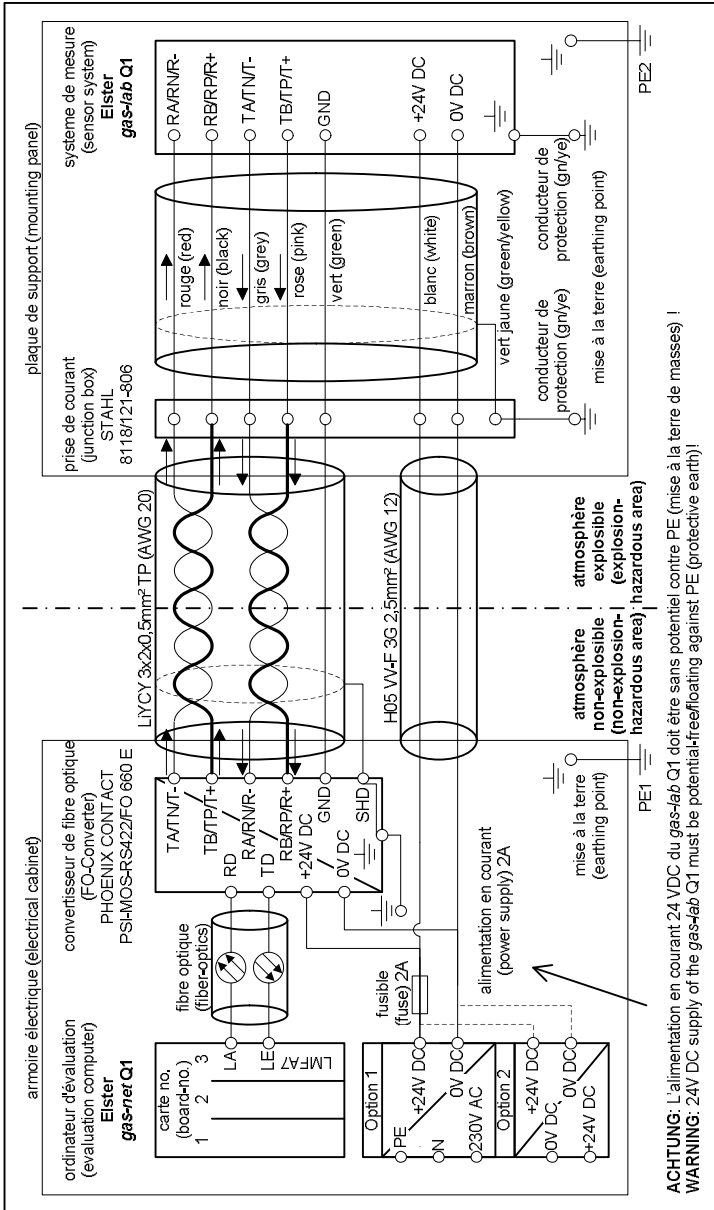 armoire électrique (electrical cabinet)
ordinateur d'évaluation
(evaluation computer)
Elster
gas-net Q1
carte no.
(board-no.)
1 2 3
LA
LE
LMFA7
fibre optique
(fiber-optics)
convertisseur de fibre optique
(FO-Converter)
PHOENIX CONTACT
PSI-MOS-RS422/FO 660 E
RD
TD
+24V DC
0V DC
TA/TN/T-
TB/TP/T+
RA/RN/R-
RB/RP/R+
GND
SHD
Option 1
PE
N
230V AC
+24V DC
0V DC
Option 2
0V DC
+24V DC
+24V DC
0V DC
fusible
(fuse) 2A
alimentation en courant
(power supply) 2A
mise à la terre
(earthing point)
PE1
LiYCY 3x2x0,5mm² TP (AWG 20)
H05 VV-F 3G 2,5mm² (AWG 12)
atmosphère
non-explosible
(non-explosion-
hazardous area)
atmosphère
explosible
(explosion-
hazardous area)
plaque de support (mounting panel)
prise de courant
(junction box)
STAHL
8118/121-806
rouge (red)
noir (black)
gris (grey)
rose (pink)
vert (green)
blanc (white)
marron (brown)
vert jaune (green/yellow)
conducteur de
protection (gn/ye)
conducteur de
protection (gn/ye)
mise à la terre (earthing point)
systeme de mesure
(sensor system)
Elster
gas-lab Q1
RA/RN/R-
RB/RP/R+
TA/TN/T-
TB/TP/T+
GND
+24V DC
0V DC
PE2
ACHTUNG: L'alimentation en courant 24 VDC du gas-lab Q1 doit être sans potentiel contre PE (mise à la terre de masses) !
WARNING: 24V DC supply of the gas-lab Q1 must be potential-free/floating against PE (protective earth)!